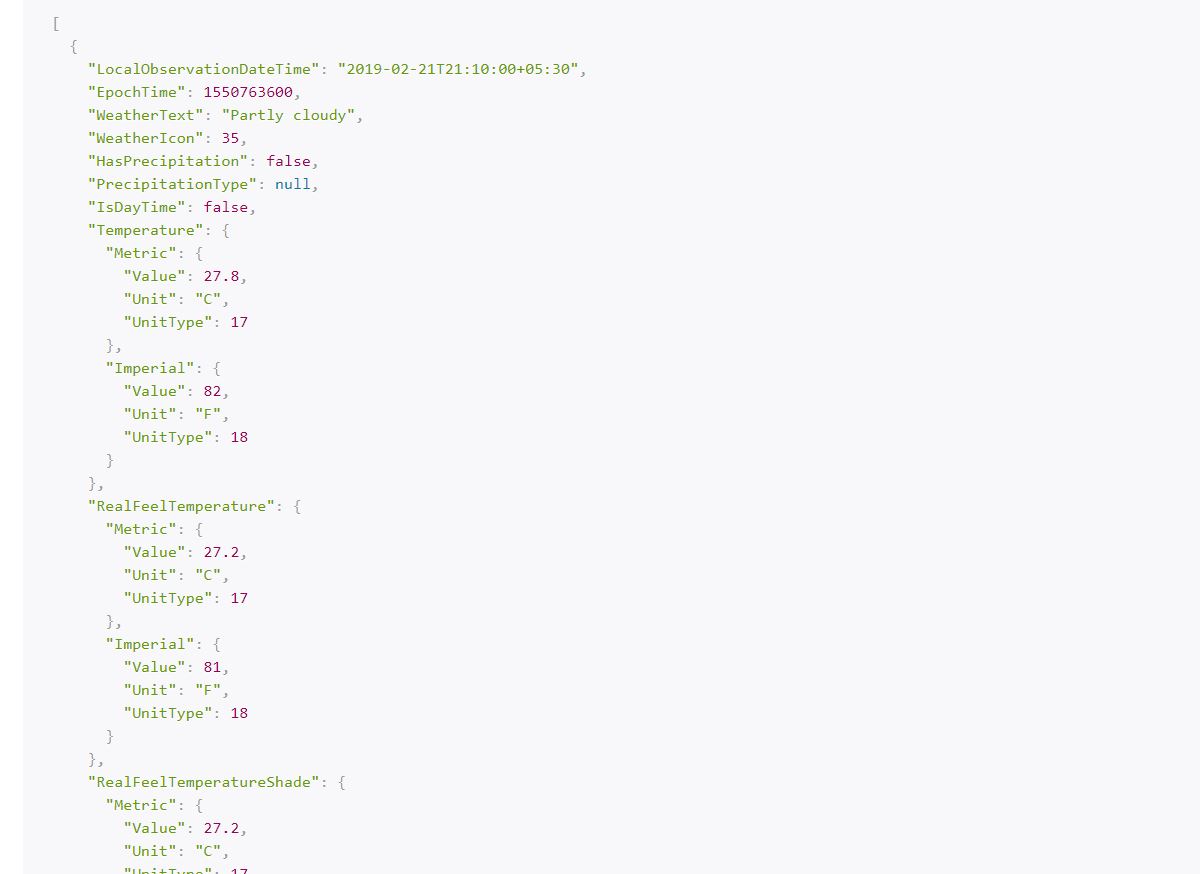 [
  {
    "LocalObservationDateTime": "2019-02-21T21:10:00+05:30",
    "EpochTime": 1550763600,
    "WeatherText": "Partly cloudy",
    "WeatherIcon": 35,
    "HasPrecipitation": false,
    "PrecipitationType": null,
    "IsDayTime": false,
    "Temperature": {
      "Metric": {
        "Value": 27.8,
        "Unit": "C",
        "UnitType": 17
      },
      "Imperial": {
        "Value": 82,
        "Unit": "F",
        "UnitType": 18
      }
    },
    "RealFeelTemperature": {
      "Metric": {
        "Value": 27.2,
        "Unit": "C",
        "UnitType": 17
      },
      "Imperial": {
        "Value": 81,
        "Unit": "F",
        "UnitType": 18
      }
    },
    "RealFeelTemperatureShade": {
      "Metric": {
        "Value": 27.2,
        "Unit": "C",
        "UnitType": 17